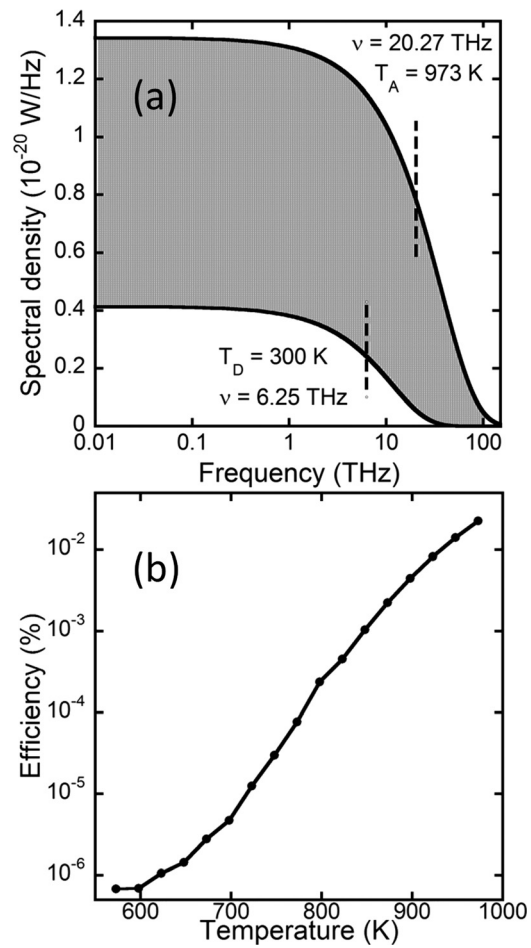 1.4
1.2
1
0.8
0.6
0.4
0.2
0
Spectral density (10⁻²⁰ W/Hz)
(a)
ν = 20.27 THz
T_A = 973 K
T_D = 300 K
ν = 6.25 THz
0.01 0.1 1 10 100
Frequency (THz)
10⁻²
10⁻³
10⁻⁴
10⁻⁵
10⁻⁶
Efficiency (%)
(b)
600 700 800 900 1000
Temperature (K)